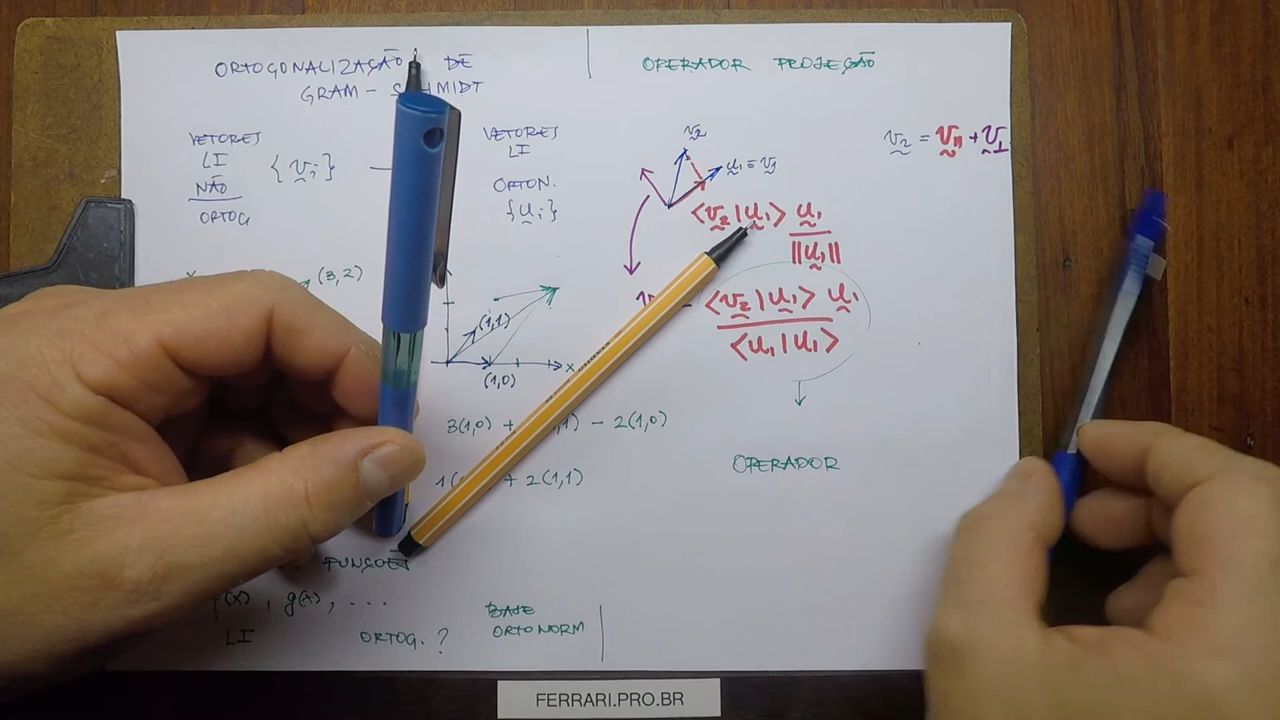 ORTOGONALIZAÇÃO DE
GRAM - SCHMIDT
VETORES
LI
NÃO
ORTOG.
{v_i}
VETORES
LI
ORTON.
{u_i}
(3,2)
(1,1)
(1,0)
x
3(1,0) + - 2(1,0)
+ 2(1,1)
FUNÇÕES
g(x), ...
LI
ORTOG. ?
BASE
ORTONORM
OPERADOR PROJEÇÃO
v_2
u_1 = v_1
v_2 = v_∥ + v_⊥
<v_2|u_1> u_1
‖u_1‖
<v_2|u_1> u_1
<u_1|u_1>
OPERADOR
FERRARI.PRO.BR